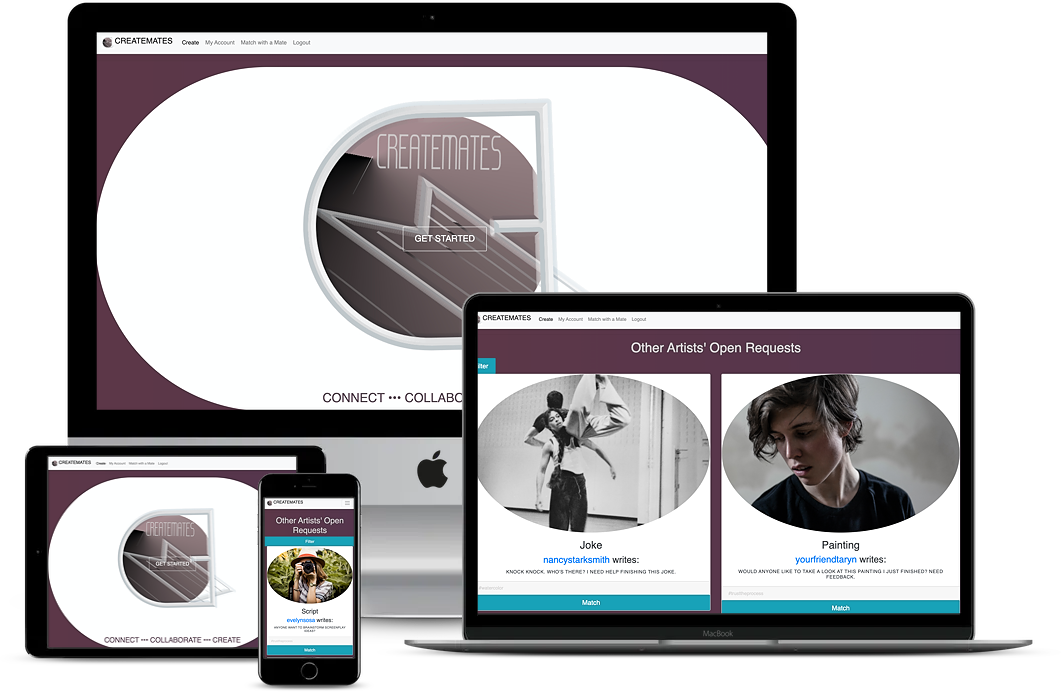 CREATEMATES Create My Account Match with a Mate Logout
CREATEMATES
GET STARTED
CONNECT ••• COLLABO
CREATEMATES Create My Account Match with a Mate Logout
Other Artists' Open Requests
ilter
Joke
nancystarksmith writes:
KNOCK KNOCK. WHO'S THERE? I NEED HELP FINISHING THIS JOKE.
Match
Painting
yourfriendtaryn writes:
WOULD ANYONE LIKE TO TAKE A LOOK AT THIS PAINTING I JUST FINISHED? NEED
FEEDBACK.
Match
MacBook
CREATEMATES Create My Account Match with a Mate Logout
CREATEMATES
GET STARTED
CONNECT ••• COLLABORATE ••• CREATE
CREATEMATES
Other Artists' Open
Requests
Filter
Script
evelynsosa writes:
ANYONE WANT TO BRAINSTORM SCREENPLAY
IDEAS?
Match